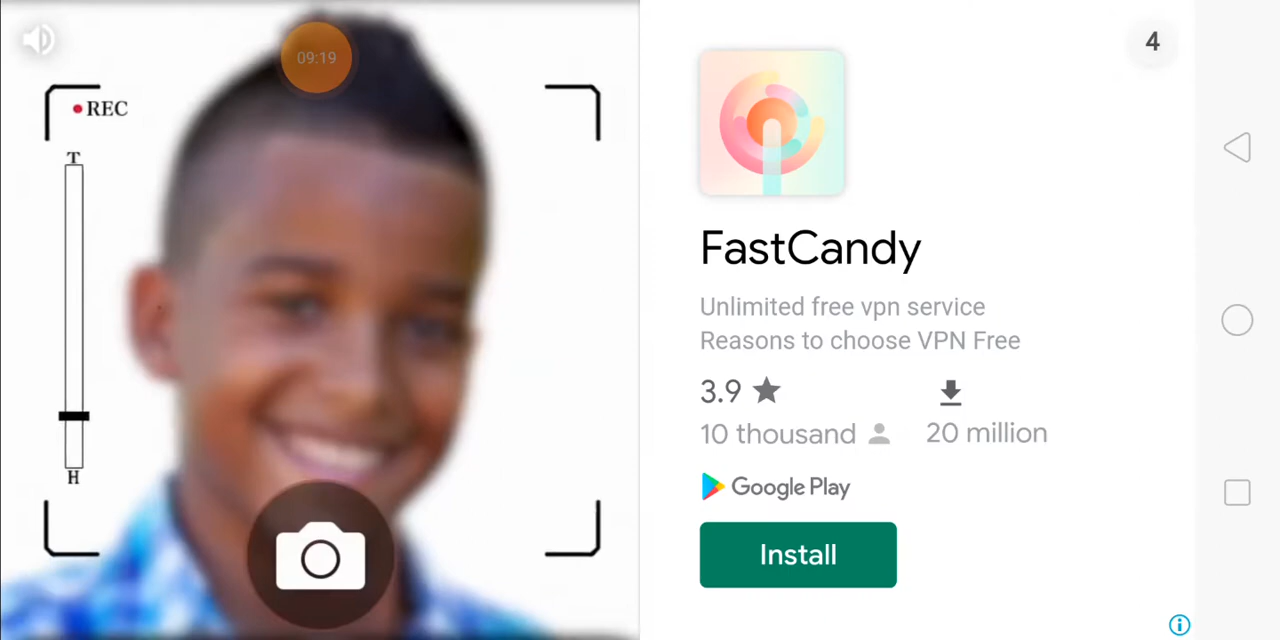 09:19
REC
T
H
4
FastCandy
Unlimited free vpn service
Reasons to choose VPN Free
3.9
10 thousand
20 million
Google Play
Install